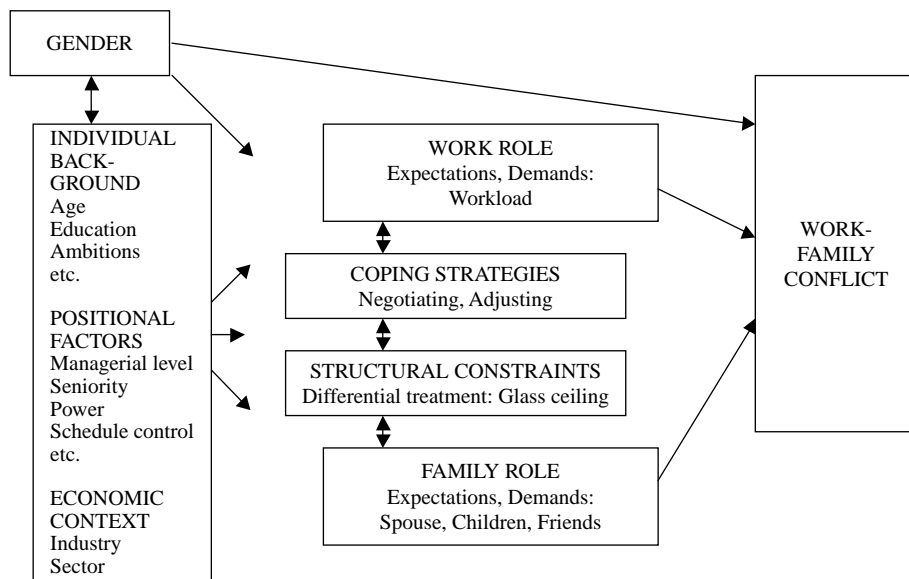 GENDER
INDIVIDUAL
BACK-
GROUND
Age
Education
Ambitions
etc.
POSITIONAL
FACTORS
Managerial level
Seniority
Power
Schedule control
etc.
ECONOMIC
CONTEXT
Industry
Sector
WORK ROLE
Expectations, Demands:
Workload
COPING STRATEGIES
Negotiating, Adjusting
STRUCTURAL CONSTRAINTS
Differential treatment: Glass ceiling
FAMILY ROLE
Expectations, Demands:
Spouse, Children, Friends
WORK-
FAMILY
CONFLICT